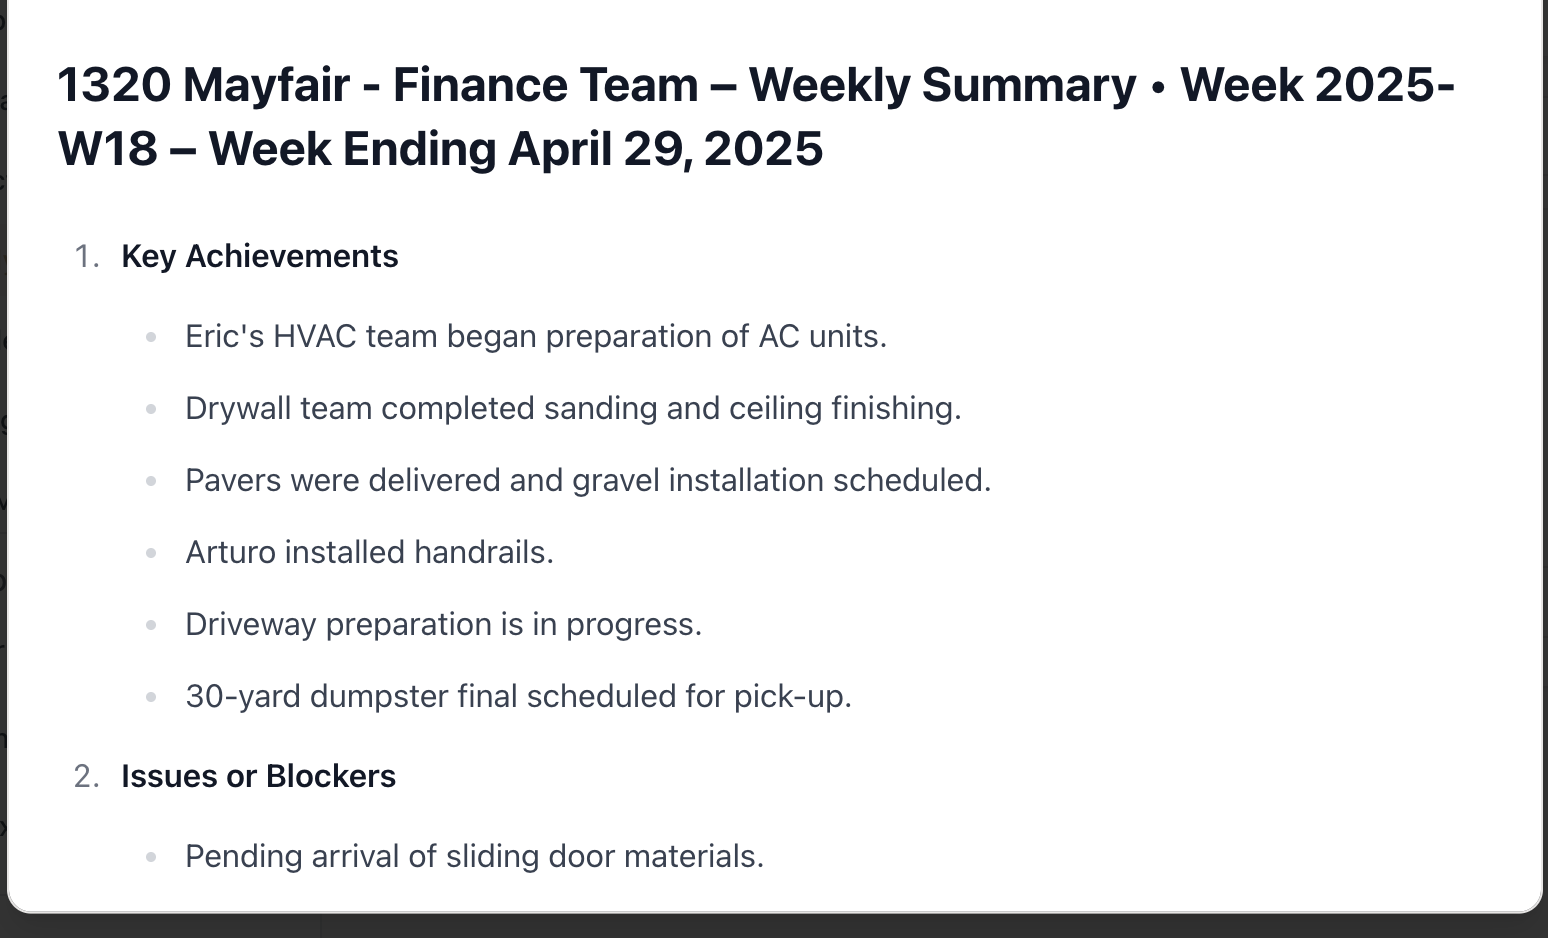 1320 Mayfair - Finance Team – Weekly Summary • Week 2025-
W18 – Week Ending April 29, 2025
1. Key Achievements
• Eric's HVAC team began preparation of AC units.
• Drywall team completed sanding and ceiling finishing.
• Pavers were delivered and gravel installation scheduled.
• Arturo installed handrails.
• Driveway preparation is in progress.
• 30-yard dumpster final scheduled for pick-up.
2. Issues or Blockers
• Pending arrival of sliding door materials.